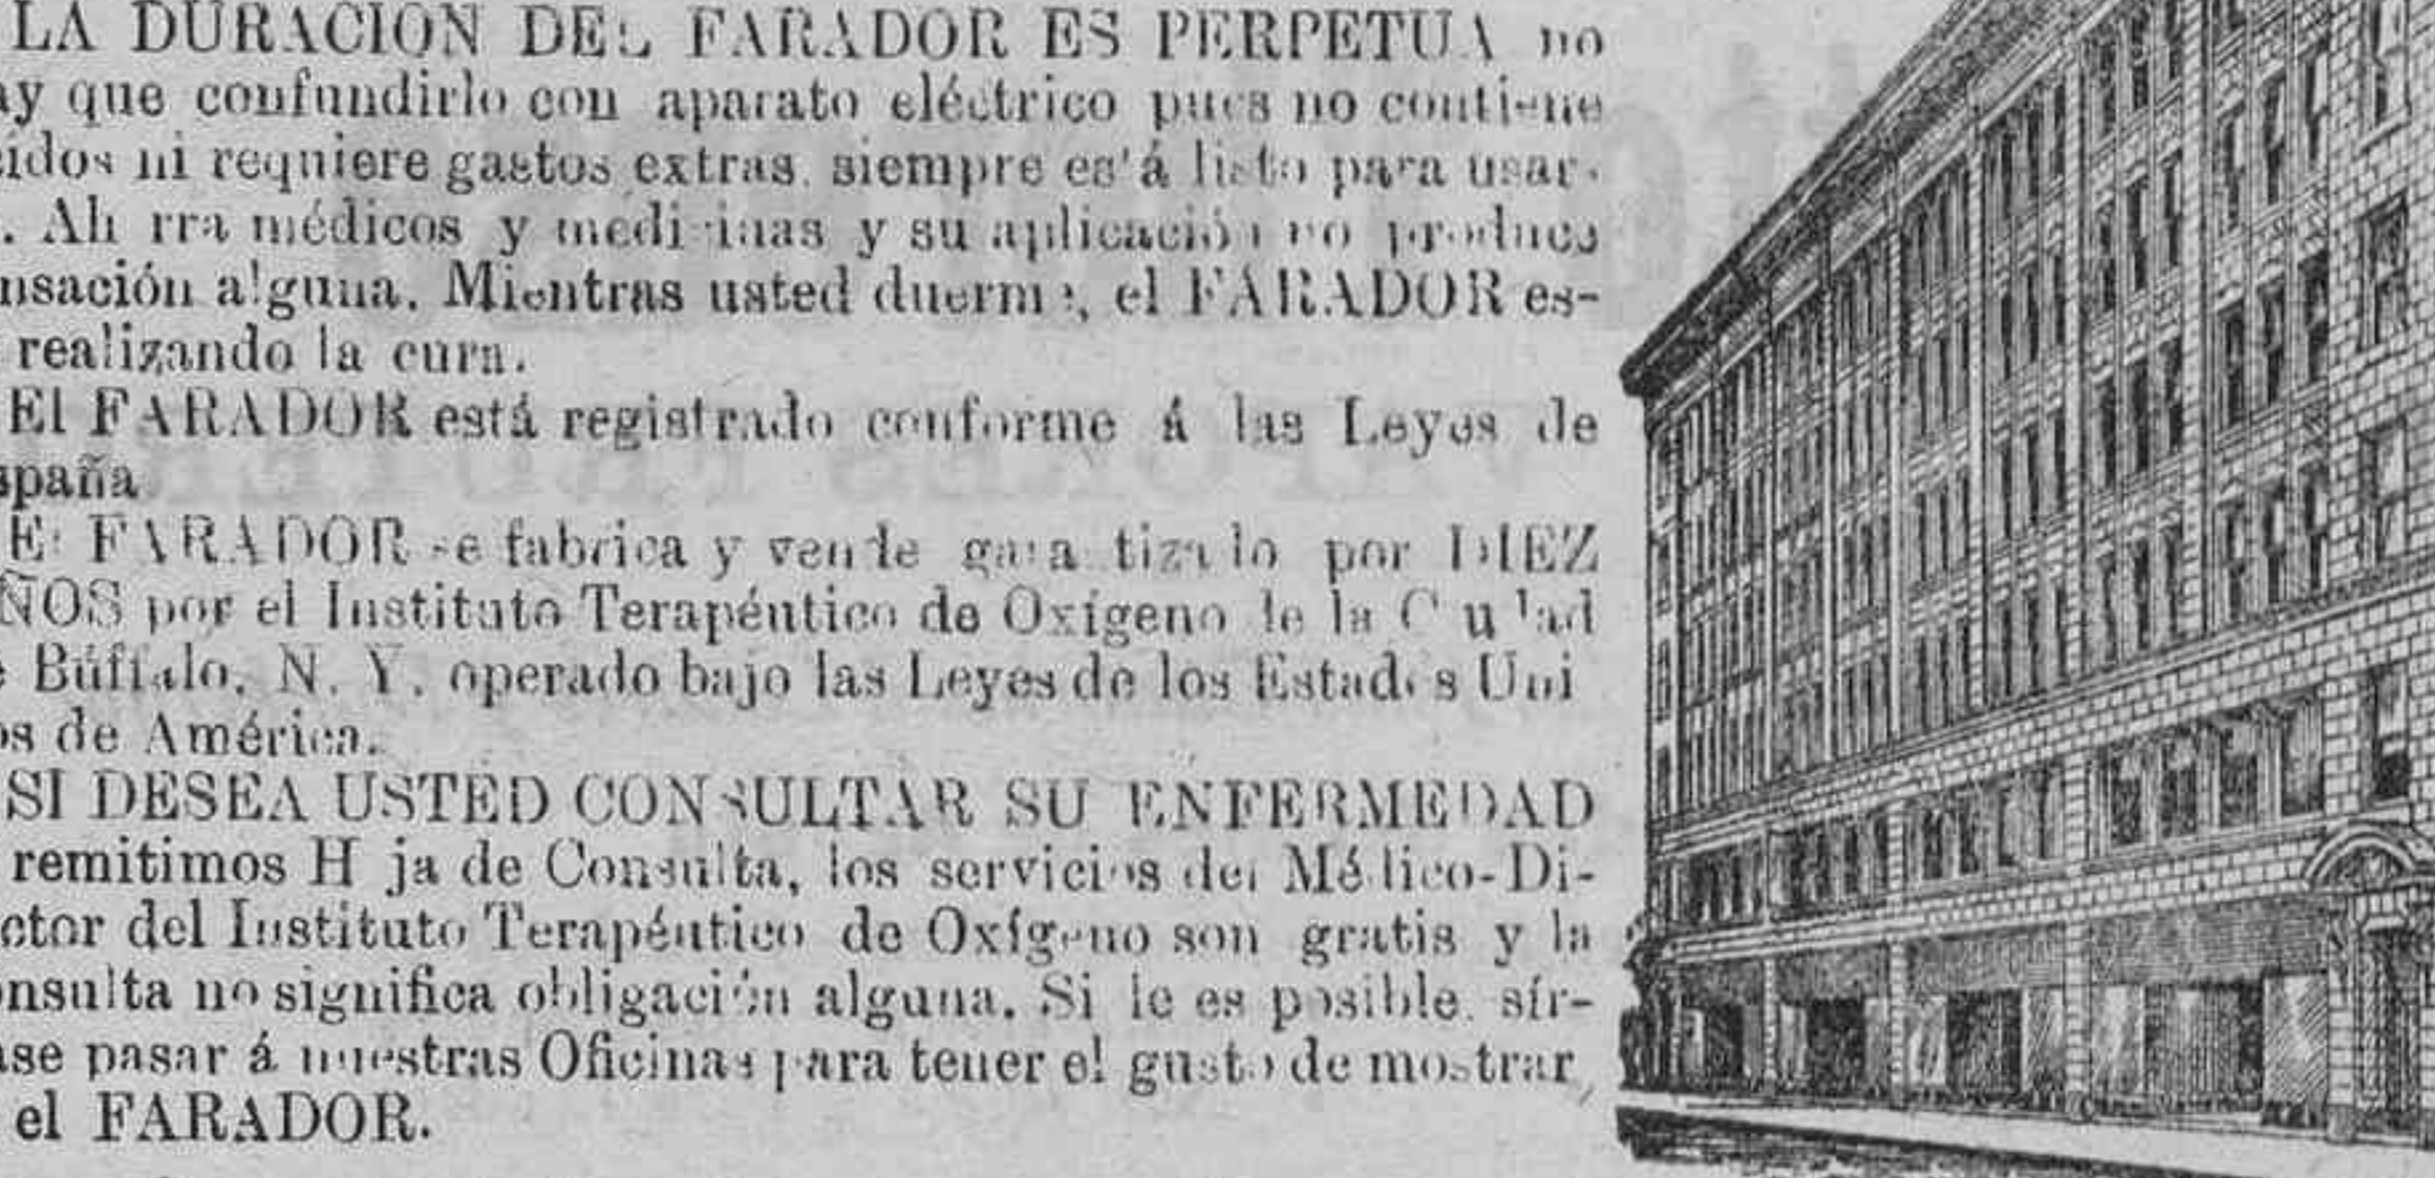 LA DURACION DEL FARADOR ES PERPETUA no
ay que confundirlo con aparato eléctrico pues no contiene
cidos ni requiere gastos extras, siempre está listo para usar-
. Ahorra médicos y medicinas y su aplicación no produce
nsación alguna. Mientras usted duerme, el FARADOR es-
realizando la cura.
El FARADOR está registrado conforme á las Leyes de
spaña
El FARADOR se fabrica y vende garantizado por DIEZ
ÑOS por el Instituto Terapéutico de Oxígeno de la Ciudad
e Búffalo, N. Y. operado bajo las Leyes de los Estados Uni
os de América.
SI DESEA USTED CONSULTAR SU ENFERMEDAD
remitimos Hoja de Consulta, los servicios del Médico-Di-
ctor del Instituto Terapéutico de Oxígeno son gratis y la
onsulta no significa obligación alguna. Si le es posible, sír-
ase pasar á nuestras Oficinas para tener el gusto de mostrar
el FARADOR.